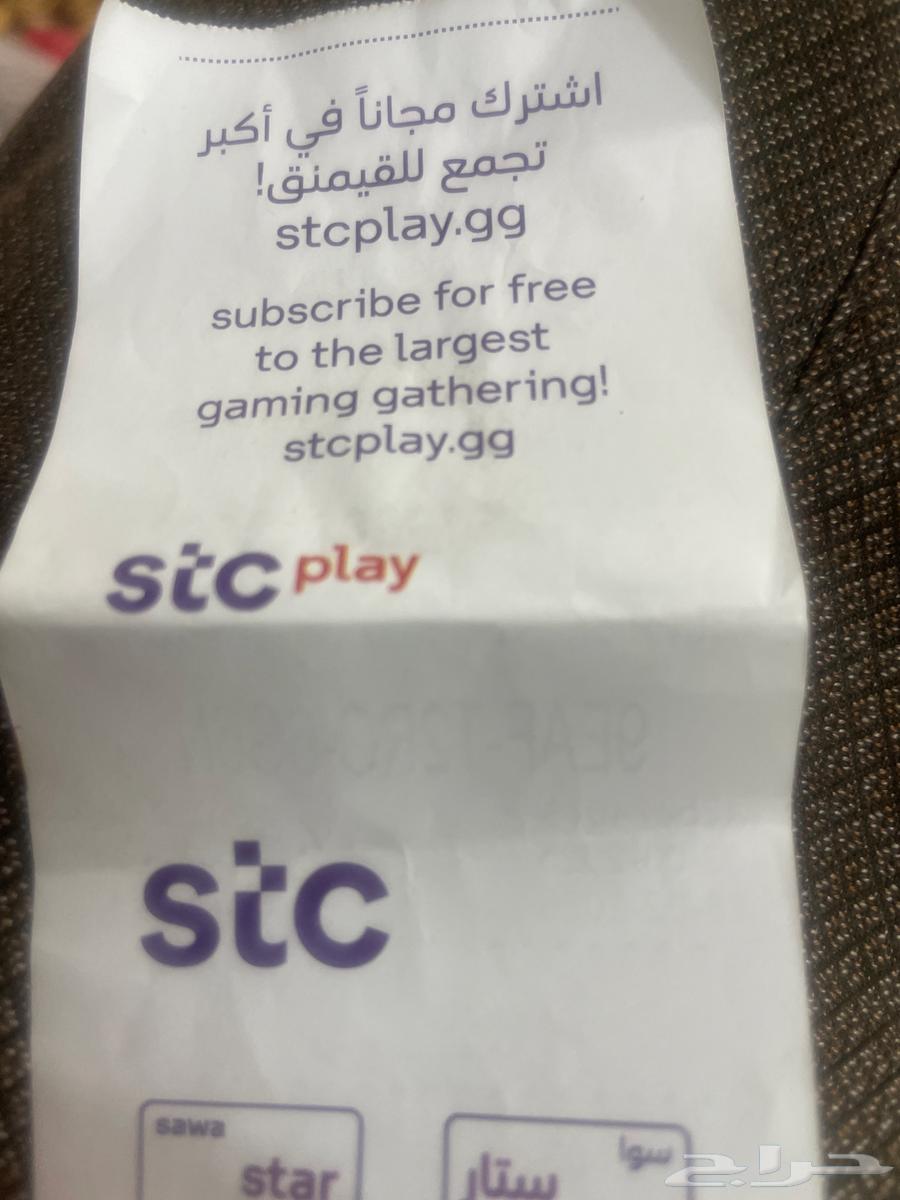 اشترك مجاناً في أكبر
تجمع للقيمنق!
stcplay.gg
subscribe for free
to the largest
gaming gathering!
stcplay.gg
stc play
stc
sawa
star
سوا
ستار
حراج